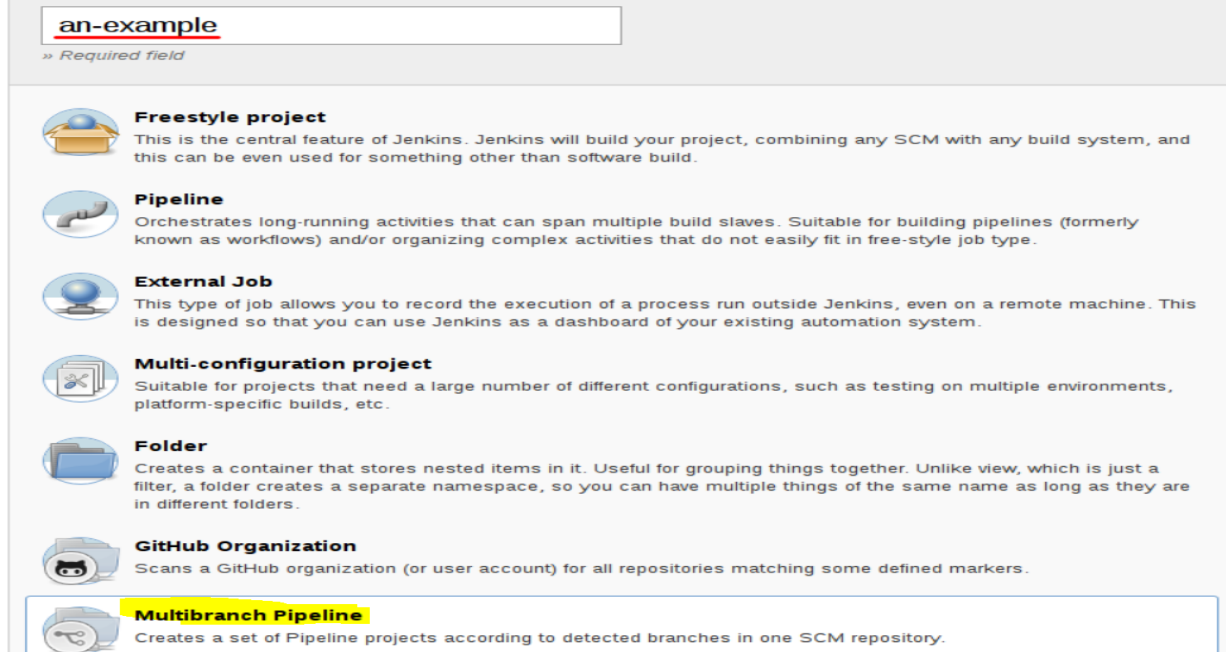 an-example
» Required field
Freestyle project
This is the central feature of Jenkins. Jenkins will build your project, combining any SCM with any build system, and
this can be even used for something other than software build.
Pipeline
Orchestrates long-running activities that can span multiple build slaves. Suitable for building pipelines (formerly
known as workflows) and/or organizing complex activities that do not easily fit in free-style job type.
External Job
This type of job allows you to record the execution of a process run outside Jenkins, even on a remote machine. This
is designed so that you can use Jenkins as a dashboard of your existing automation system.
Multi-configuration project
Suitable for projects that need a large number of different configurations, such as testing on multiple environments,
platform-specific builds, etc.
Folder
Creates a container that stores nested items in it. Useful for grouping things together. Unlike view, which is just a
filter, a folder creates a separate namespace, so you can have multiple things of the same name as long as they are
in different folders.
GitHub Organization
Scans a GitHub organization (or user account) for all repositories matching some defined markers.
Multibranch Pipeline
Creates a set of Pipeline projects according to detected branches in one SCM repository.